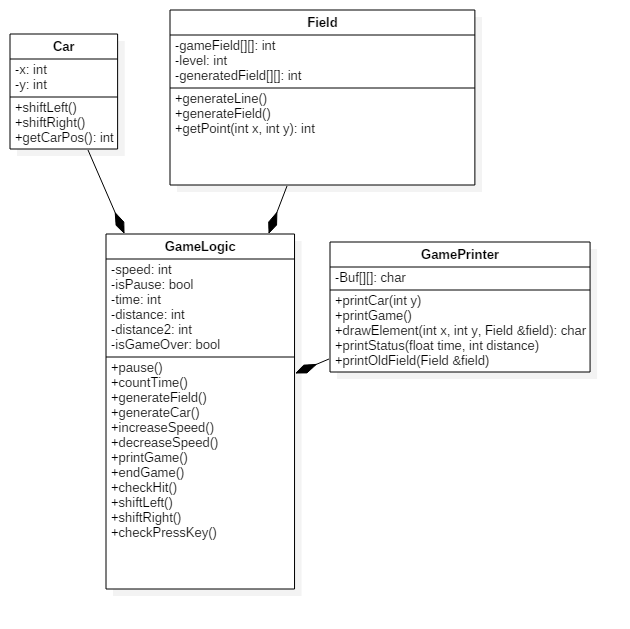 Car
-x: int
-y: int
+shiftLeft()
+shiftRight()
+getCarPos(): int
Field
-gameField[][]: int
-level: int
-generatedField[][]: int
+generateLine()
+generateField()
+getPoint(int x, int y): int
GameLogic
-speed: int
-isPause: bool
-time: int
-distance: int
-distance2: int
-isGameOver: bool
+pause()
+countTime()
+generateField()
+generateCar()
+increaseSpeed()
+decreaseSpeed()
+printGame()
+endGame()
+checkHit()
+shiftLeft()
+shiftRight()
+checkPressKey()
GamePrinter
-Buf[][]: char
+printCar(int y)
+printGame()
+drawElement(int x, int y, Field &field): char
+printStatus(float time, int distance)
+printOldField(Field &field)